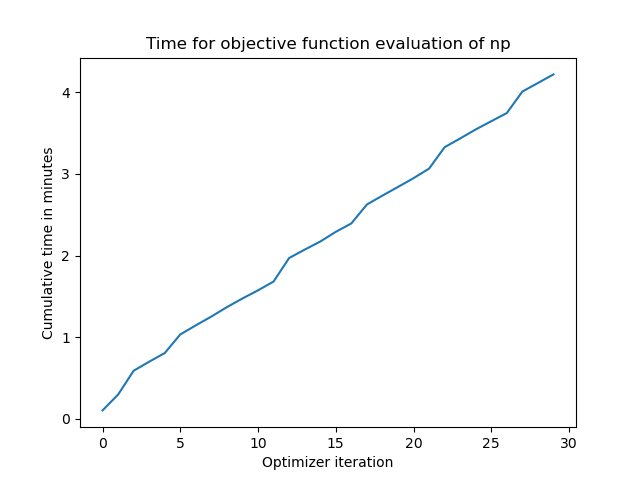 Time for objective function evaluation of np
Cumulative time in minutes
4
3
2
1
0
0 5 10 15 20 25 30
Optimizer iteration